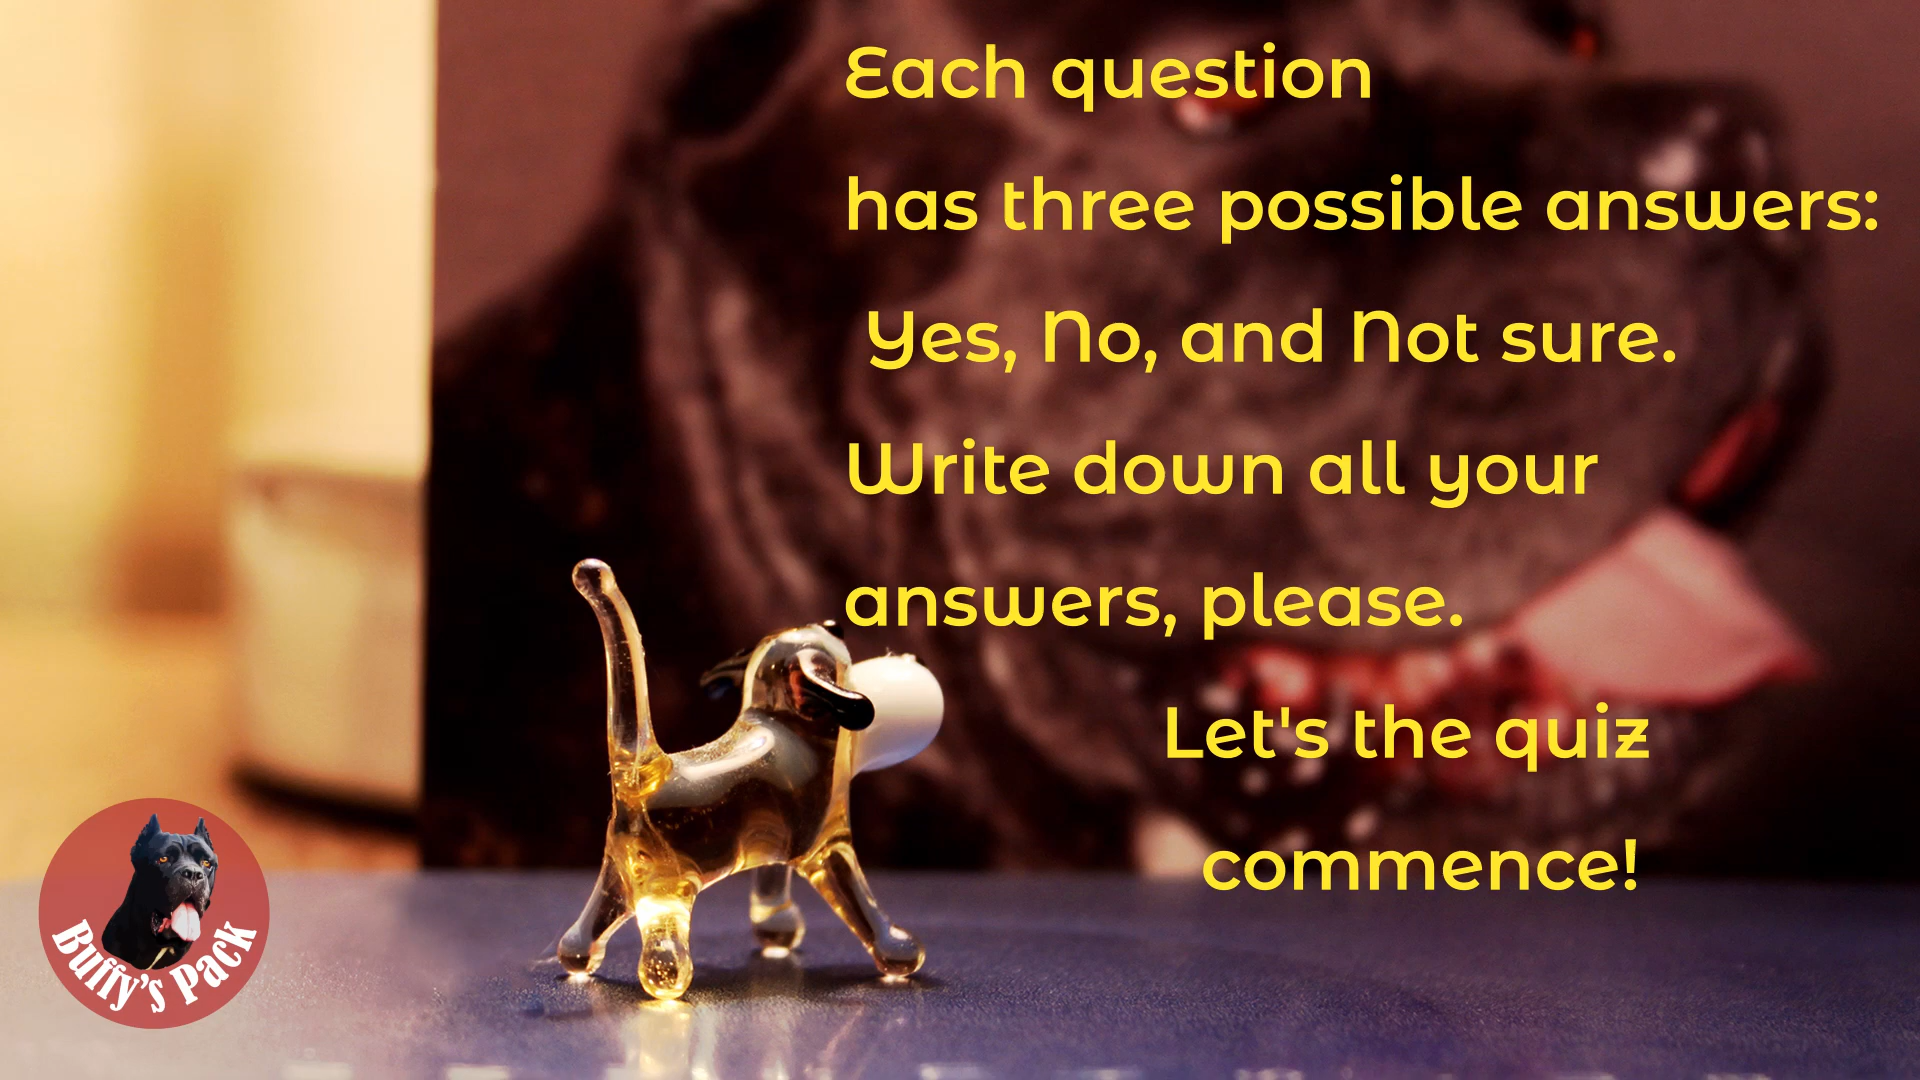 Each question
has three possible answers:
Yes, No, and Not sure.
Write down all your
answers, please.
Let's the quiz
commence!
Buffy's Pack